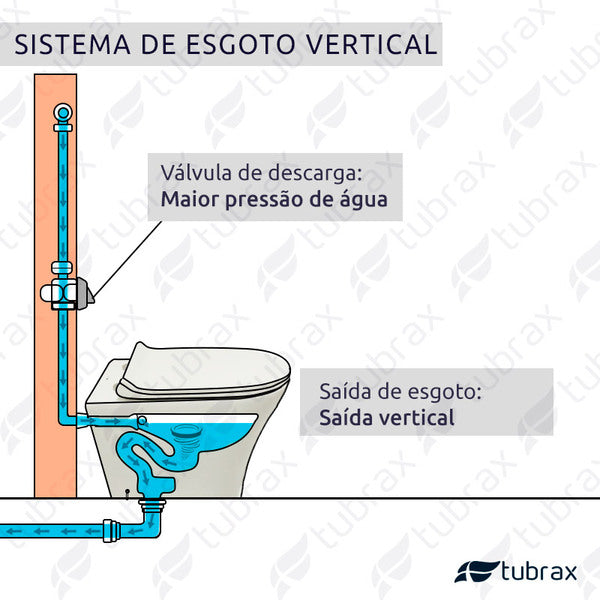 SISTEMA DE ESGOTO VERTICAL
Válvula de descarga:
Maior pressão de água
Saída de esgoto:
Saída vertical
tubrax